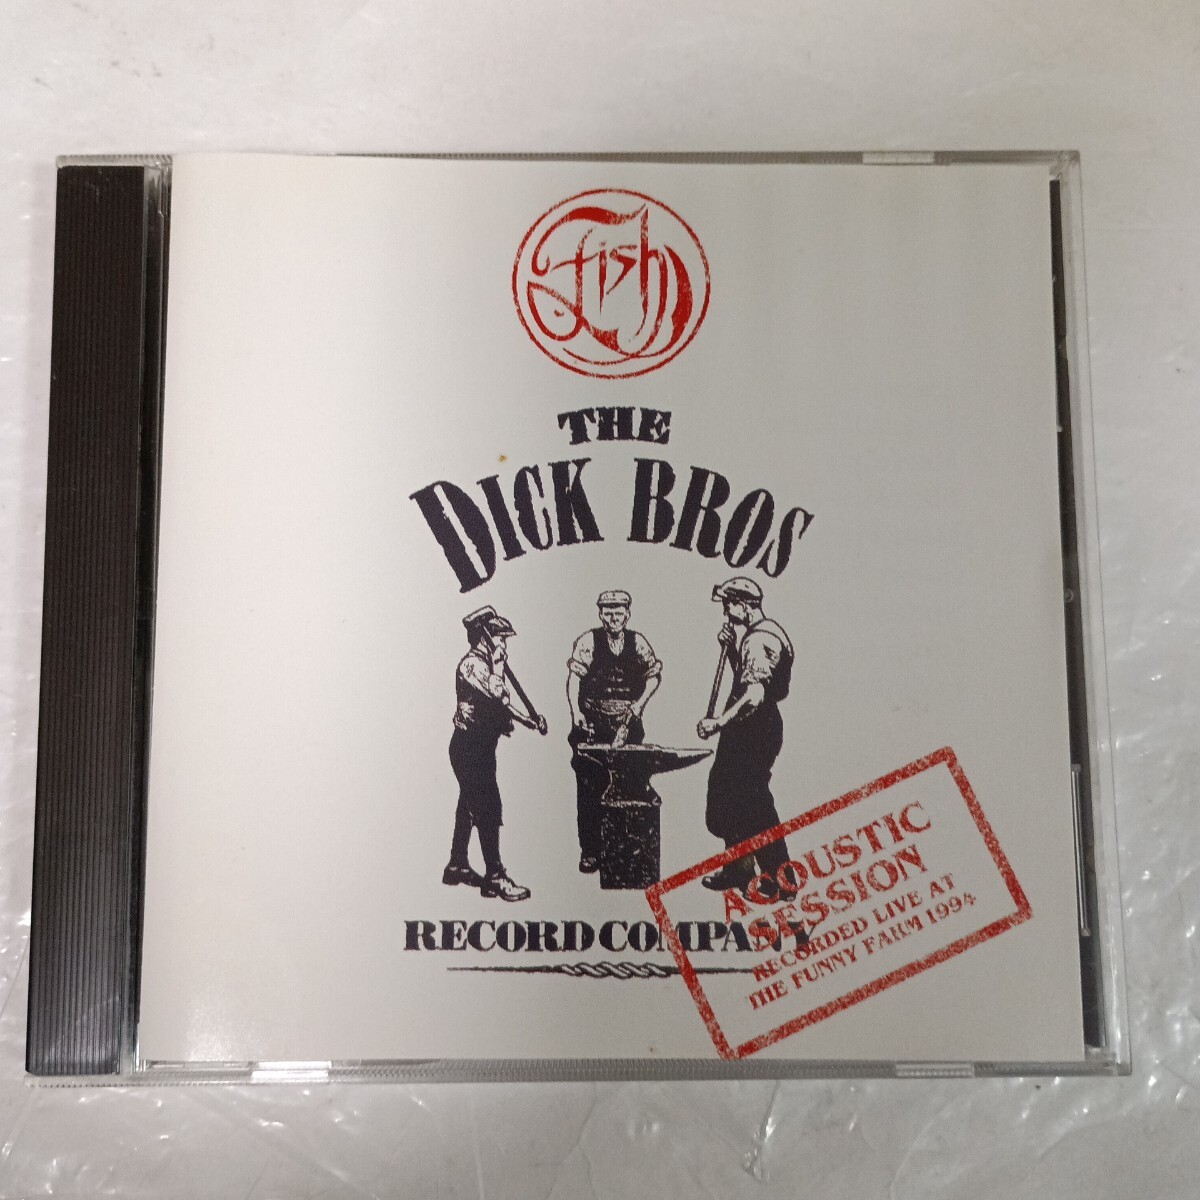 Fish
THE
DICK BROS
RECORD COMPANY
ACOUSTIC
SESSION
RECORDED LIVE AT
THE FUNNY FARM 1994